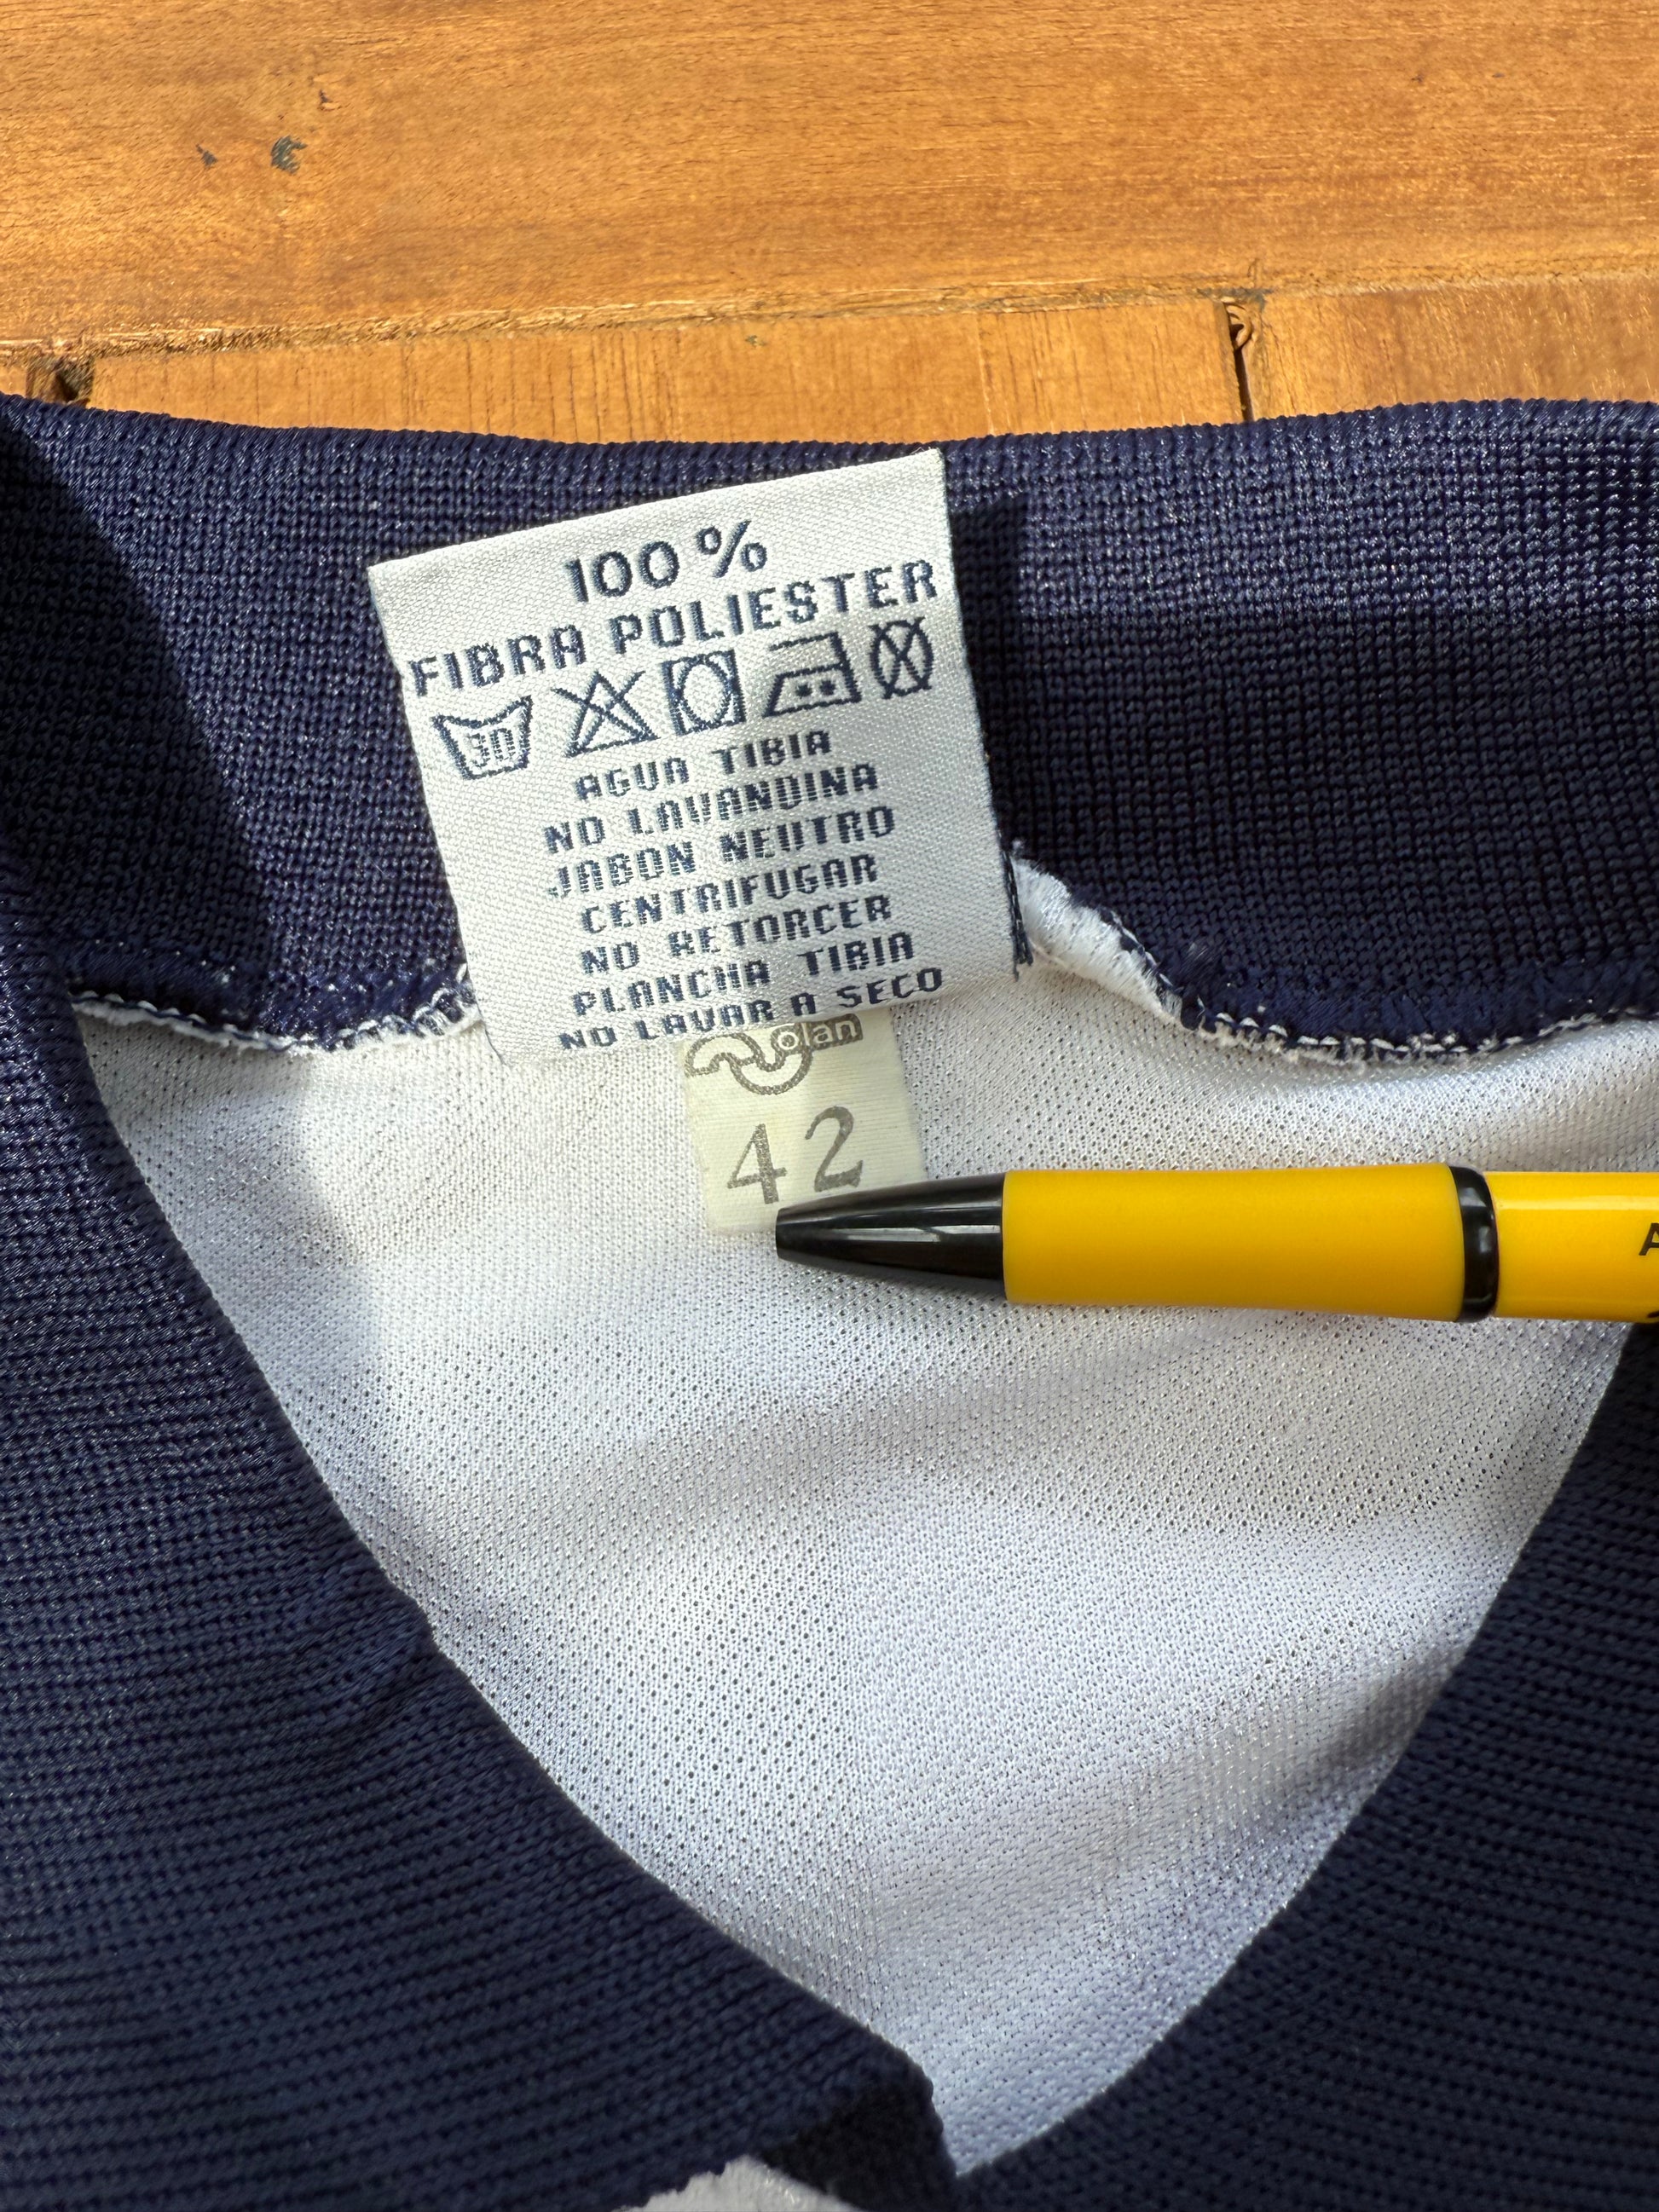 100 %
FIBRA POLIESTER
30
AGUA TIBIA
NO LAVANDINA
JABON NEUTRO
CENTRIFUGAR
NO RETORCER
PLANCHA TIBIA
NO LAVAR A SECO
olan
42
A